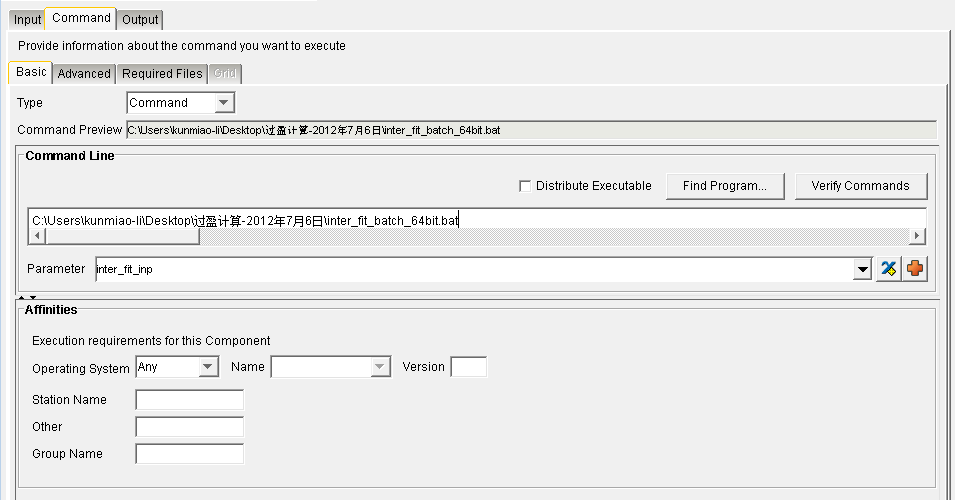 Input Command Output
Provide information about the command you want to execute
Basic Advanced Required Files Grid
Type Command
Command Preview C:\Users\kunmiao-li\Desktop\过盈计算-2012年7月6日\inter_fit_batch_64bit.bat
Command Line
Distribute Executable Find Program... Verify Commands
C:\Users\kunmiao-li\Desktop\过盈计算-2012年7月6日\inter_fit_batch_64bit.bat
Parameter inter_fit_inp
Affinities
Execution requirements for this Component
Operating System Any Name Version
Station Name
Other
Group Name